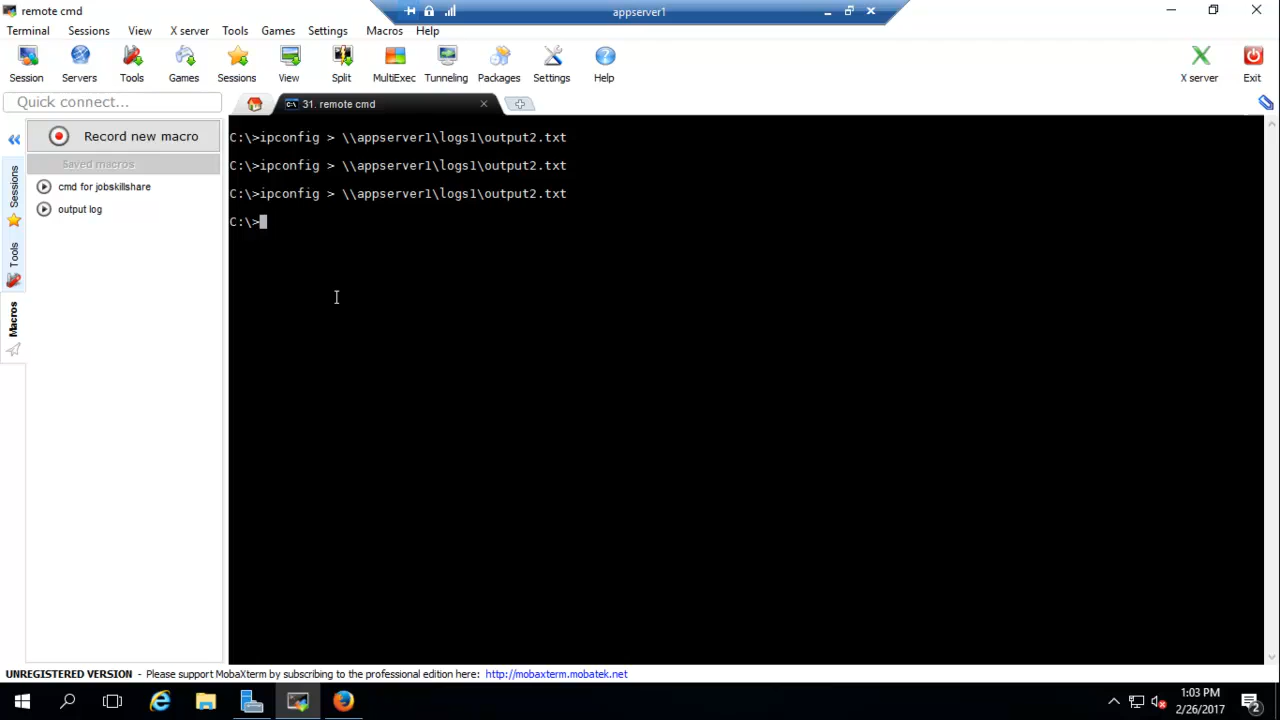 remote cmd
appserver1
Terminal Sessions View X server Tools Games Settings Macros Help
Session Servers Tools Games Sessions View Split MultiExec Tunneling Packages Settings Help X server Exit
Quick connect...
31. remote cmd
Record new macro
Saved macros
cmd for jobskillshare
output log
Sessions
Tools
Macros
C:\>ipconfig > \\appserver1\logs1\output2.txt
C:\>ipconfig > \\appserver1\logs1\output2.txt
C:\>ipconfig > \\appserver1\logs1\output2.txt
C:\>
UNREGISTERED VERSION - Please support MobaXterm by subscribing to the professional edition here: http://mobaxterm.mobatek.net
1:03 PM
2/26/2017
2